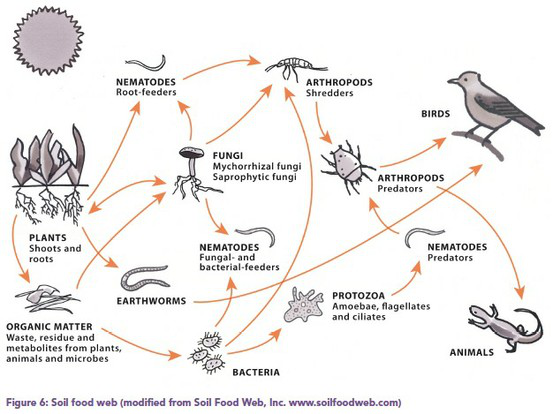 NEMATODES
Root-feeders
ARTHROPODS
Shredders
BIRDS
FUNGI
Mychorrhizal fungi
Saprophytic fungi
ARTHROPODS
Predators
PLANTS
Shoots and
roots
NEMATODES
Fungal- and
bacterial-feeders
NEMATODES
Predators
EARTHWORMS
PROTOZOA
Amoebae, flagellates
and ciliates
ORGANIC MATTER
Waste, residue and
metabolites from plants,
animals and microbes
ANIMALS
BACTERIA
Figure 6: Soil food web (modified from Soil Food Web, Inc. www.soilfoodweb.com)